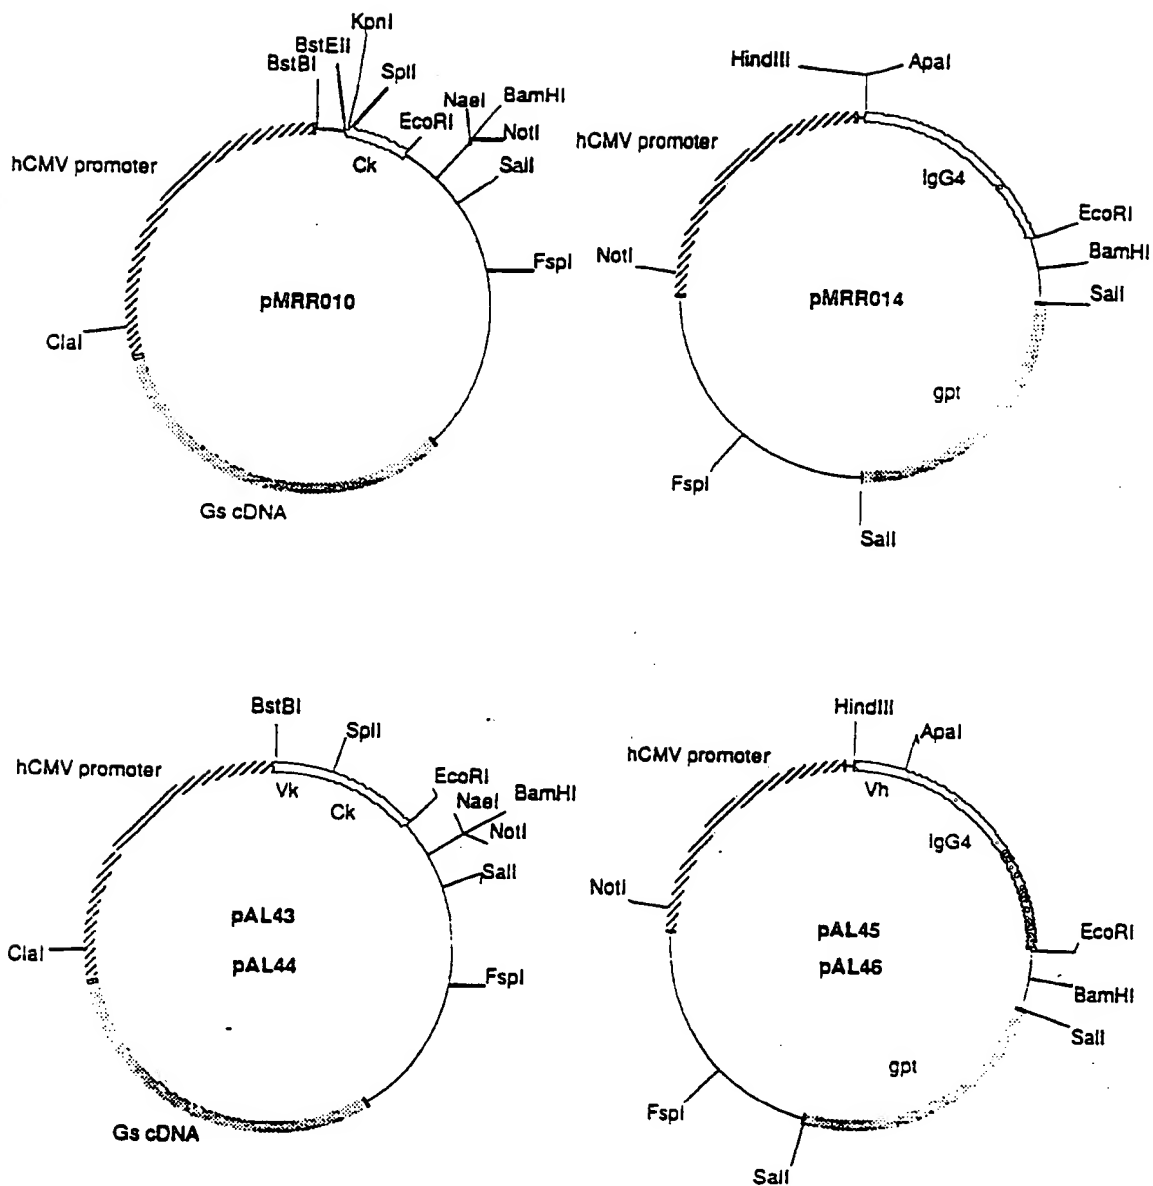 KpnI
BstEII
BstBI
SplI
NaeI
BamHI
NotI
EcoRI
SalI
hCMV promoter
Ck
FspI
pMRR010
ClaI
Gs cDNA
HindIII
ApaI
hCMV promoter
IgG4
EcoRI
BamHI
NotI
SalI
pMRR014
gpt
FspI
SalI
BstBI
SplI
hCMV promoter
EcoRI
NaeI
BamHI
NotI
Vk
Ck
SalI
pAL43
ClaI
pAL44
FspI
Gs cDNA
HindIII
ApaI
hCMV promoter
Vh
IgG4
NotI
pAL45
EcoRI
pAL46
BamHI
SalI
gpt
FspI
SalI